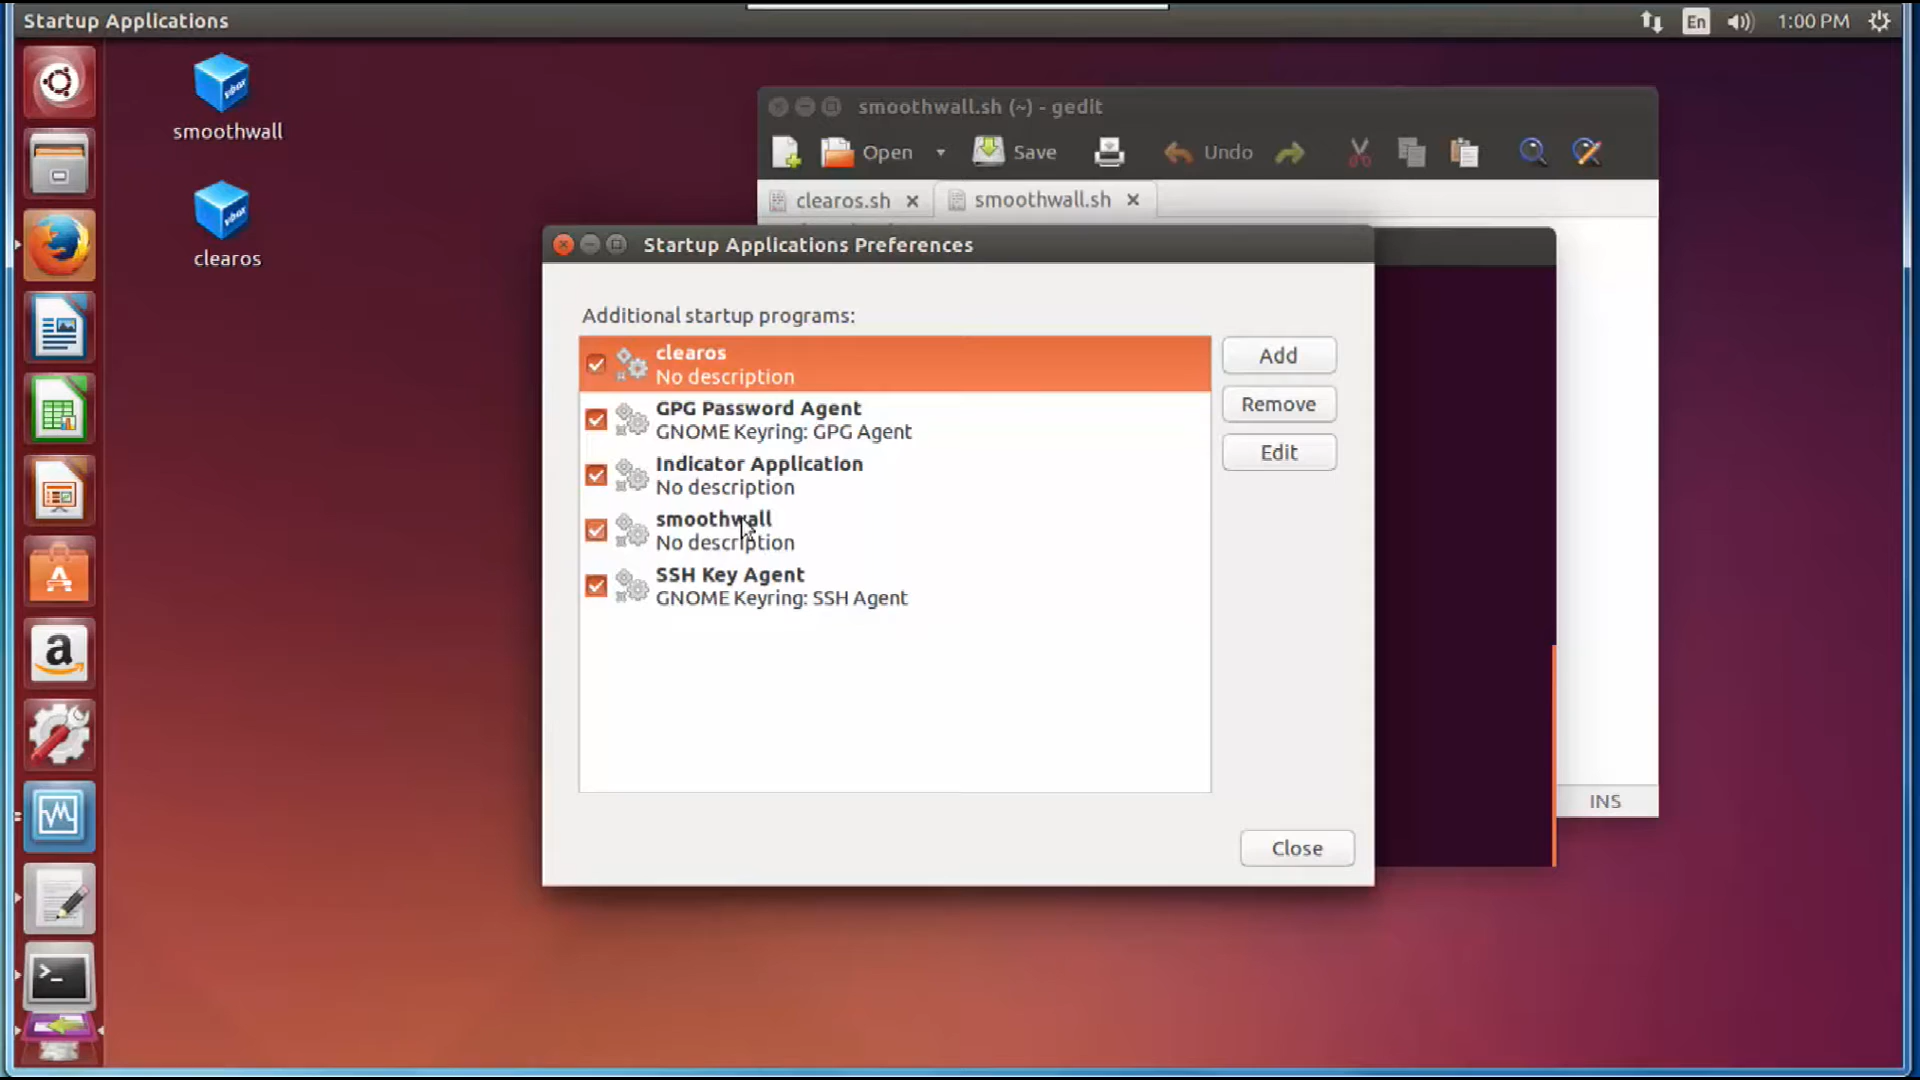 Startup Applications
En
1:00 PM
vbox
smoothwall
vbox
clearos
smoothwall.sh (~) - gedit
Open
Save
Undo
clearos.sh
smoothwall.sh
Startup Applications Preferences
Additional startup programs:
clearos
No description
GPG Password Agent
GNOME Keyring: GPG Agent
Indicator Application
No description
smoothwall
No description
SSH Key Agent
GNOME Keyring: SSH Agent
Add
Remove
Edit
Close
INS